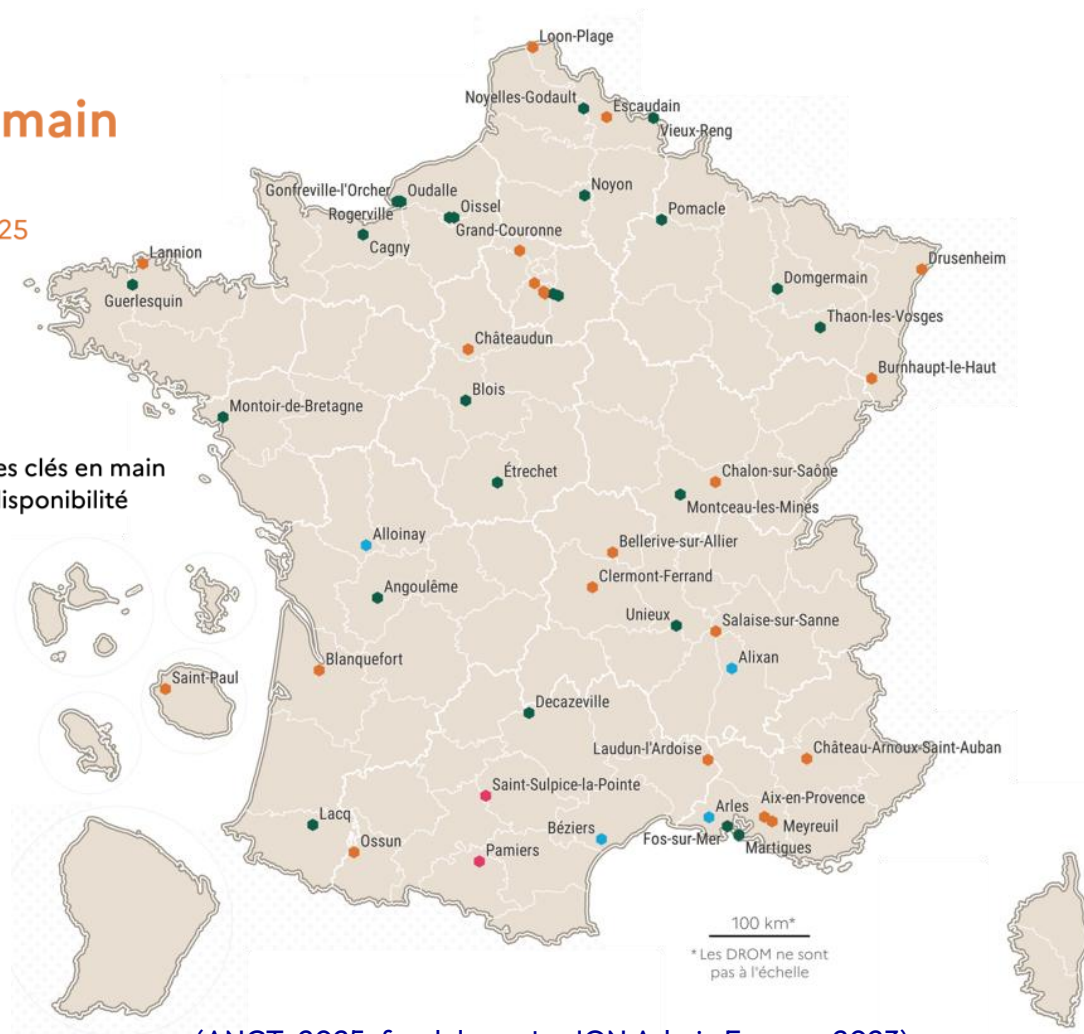 main
25
Loon-Plage
Noyelles-Godault
Escaudain
Vieux-Reng
Noyon
Gonfreville-l'Orcher
Oudalle
Rogerville
Oissel
Grand-Couronne
Pomacle
Cagny
Lannion
Guerlesquin
Drusenheim
Domgermain
Thaon-les-Vosges
Châteaudun
Burnhaupt-le-Haut
Blois
Montoir-de-Bretagne
es clés en main
disponibilité
Étrechet
Chalon-sur-Saône
Montceau-les-Mines
Alloinay
Bellerive-sur-Allier
Clermont-Ferrand
Angoulême
Unieux
Salaise-sur-Sanne
Blanquefort
Alixan
Saint-Paul
Decazeville
Laudun-l'Ardoise
Château-Arnoux-Saint-Auban
Saint-Sulpice-la-Pointe
Aix-en-Provence
Arles
Lacq
Béziers
Fos-sur-Mer
Meyreuil
Ossun
Pamiers
Martigues
100 km*
*Les DROM ne sont
pas à l'échelle